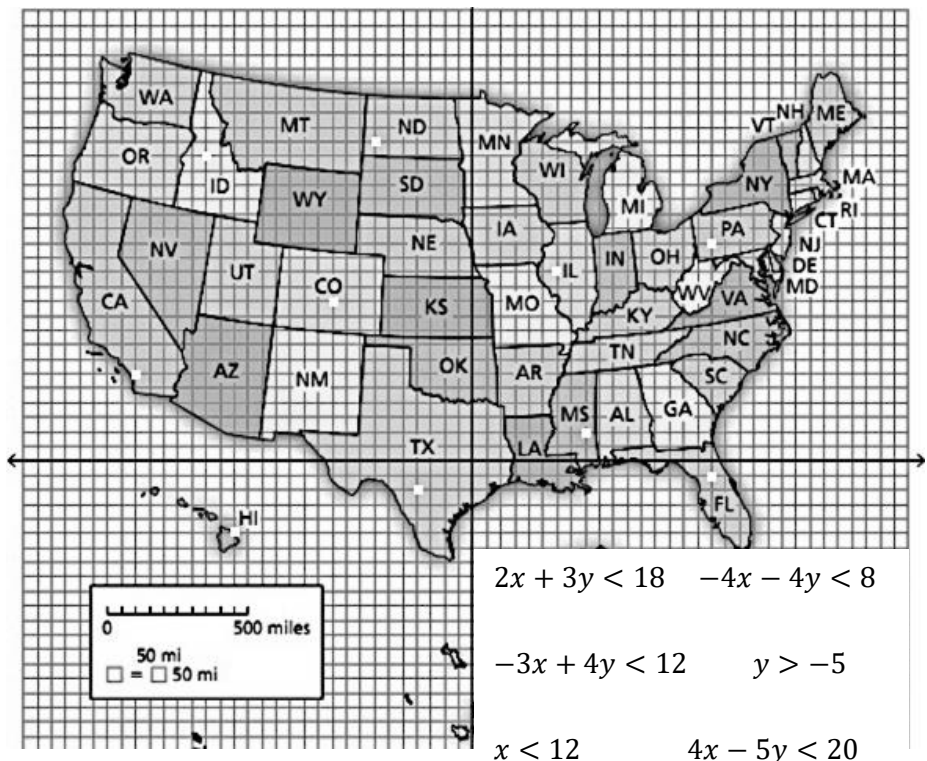 WA
MT
ND
MN
VT NH ME
OR
ID
SD
WI
MI
NY
MA
WY
CT RI
NV
NE
IA
PA
NJ
UT
CO
IL
IN
OH
DE
CA
KS
MO
WV
VA
MD
KY
AZ
NM
OK
AR
TN
NC
SC
TX
LA
MS
AL
GA
FL
HI
2x + 3y < 18 −4x − 4y < 8
0 500 miles
50 mi
□ = □ 50 mi
−3x + 4y < 12 y > −5
x < 12 4x − 5y < 20